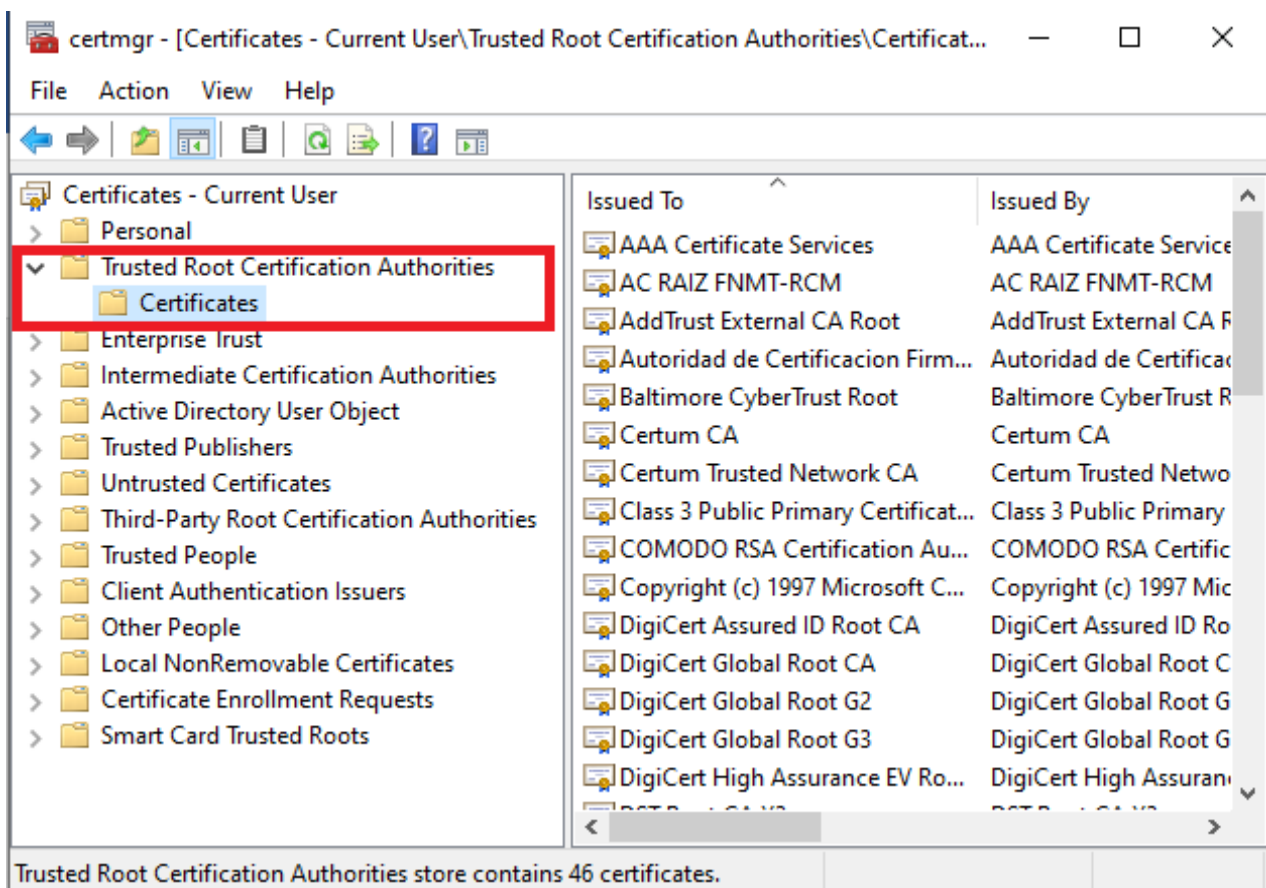 certmgr - [Certificates - Current User\Trusted Root Certification Authorities\Certificat...
File Action View Help
Certificates - Current User
Personal
Trusted Root Certification Authorities
Certificates
Enterprise Trust
Intermediate Certification Authorities
Active Directory User Object
Trusted Publishers
Untrusted Certificates
Third-Party Root Certification Authorities
Trusted People
Client Authentication Issuers
Other People
Local NonRemovable Certificates
Certificate Enrollment Requests
Smart Card Trusted Roots
Issued To Issued By
AAA Certificate Services AAA Certificate Service
AC RAIZ FNMT-RCM AC RAIZ FNMT-RCM
AddTrust External CA Root AddTrust External CA R
Autoridad de Certificacion Firm... Autoridad de Certificac
Baltimore CyberTrust Root Baltimore CyberTrust R
Certum CA Certum CA
Certum Trusted Network CA Certum Trusted Netwo
Class 3 Public Primary Certificat... Class 3 Public Primary
COMODO RSA Certification Au... COMODO RSA Certific
Copyright (c) 1997 Microsoft C... Copyright (c) 1997 Mic
DigiCert Assured ID Root CA DigiCert Assured ID Ro
DigiCert Global Root CA DigiCert Global Root C
DigiCert Global Root G2 DigiCert Global Root G
DigiCert Global Root G3 DigiCert Global Root G
DigiCert High Assurance EV Ro... DigiCert High Assuran
Trusted Root Certification Authorities store contains 46 certificates.